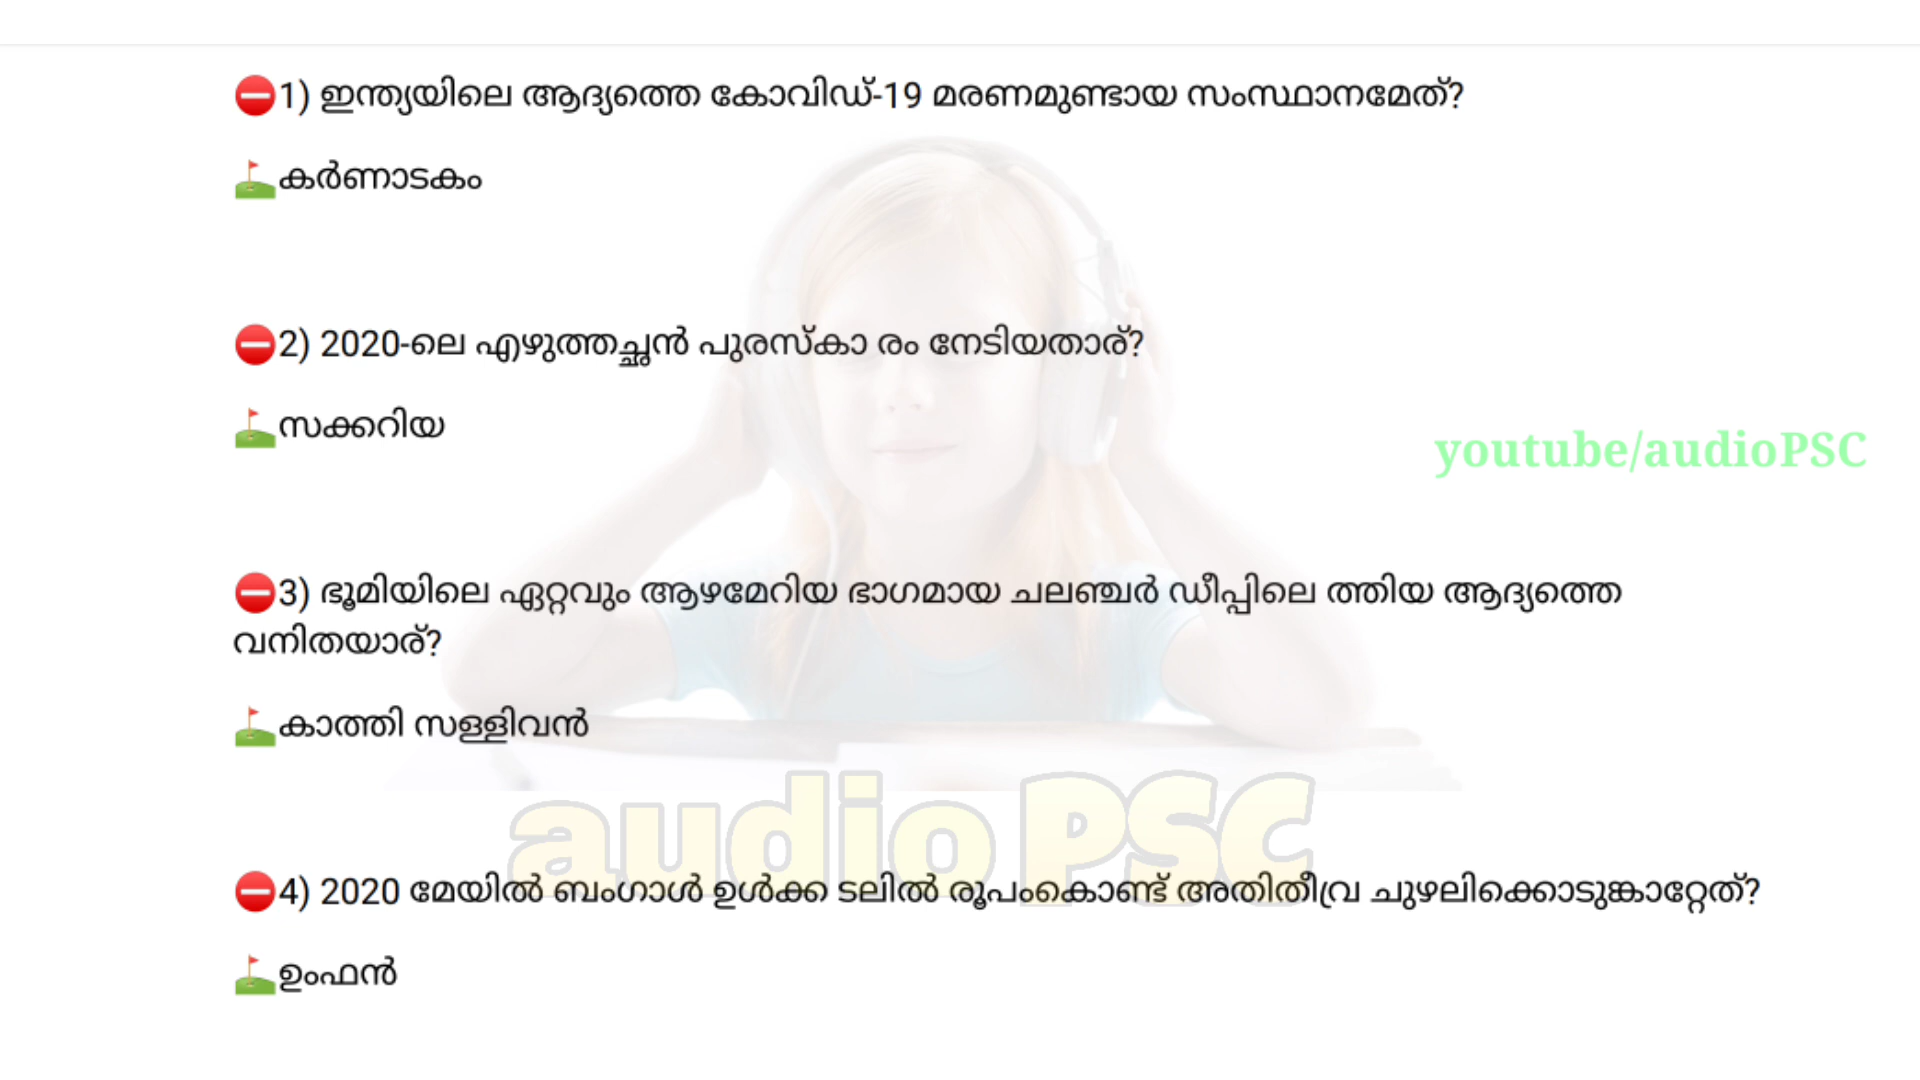 ⛔1) ഇന്ത്യയിലെ ആദ്യത്തെ കോവിഡ്-19 മരണമുണ്ടായ സംസ്ഥാനമേത്?
⛳കർണാടകം
⛔2) 2020-ലെ എഴുത്തച്ഛൻ പുരസ്കാ രം നേടിയതാര്?
⛳സക്കറിയ
youtube/audioPSC
⛔3) ഭൂമിയിലെ ഏറ്റവും ആഴമേറിയ ഭാഗമായ ചലഞ്ചർ ഡീപ്പിലെ ത്തിയ ആദ്യത്തെ
വനിതയാര്?
⛳കാത്തി സള്ളിവൻ
audio PSC
⛔4) 2020 മേയിൽ ബംഗാൾ ഉൾക്ക ടലിൽ രൂപംകൊണ്ട് അതിതീവ്ര ചുഴലിക്കൊടുങ്കാറ്റേത്?
⛳ഉംഫൻ